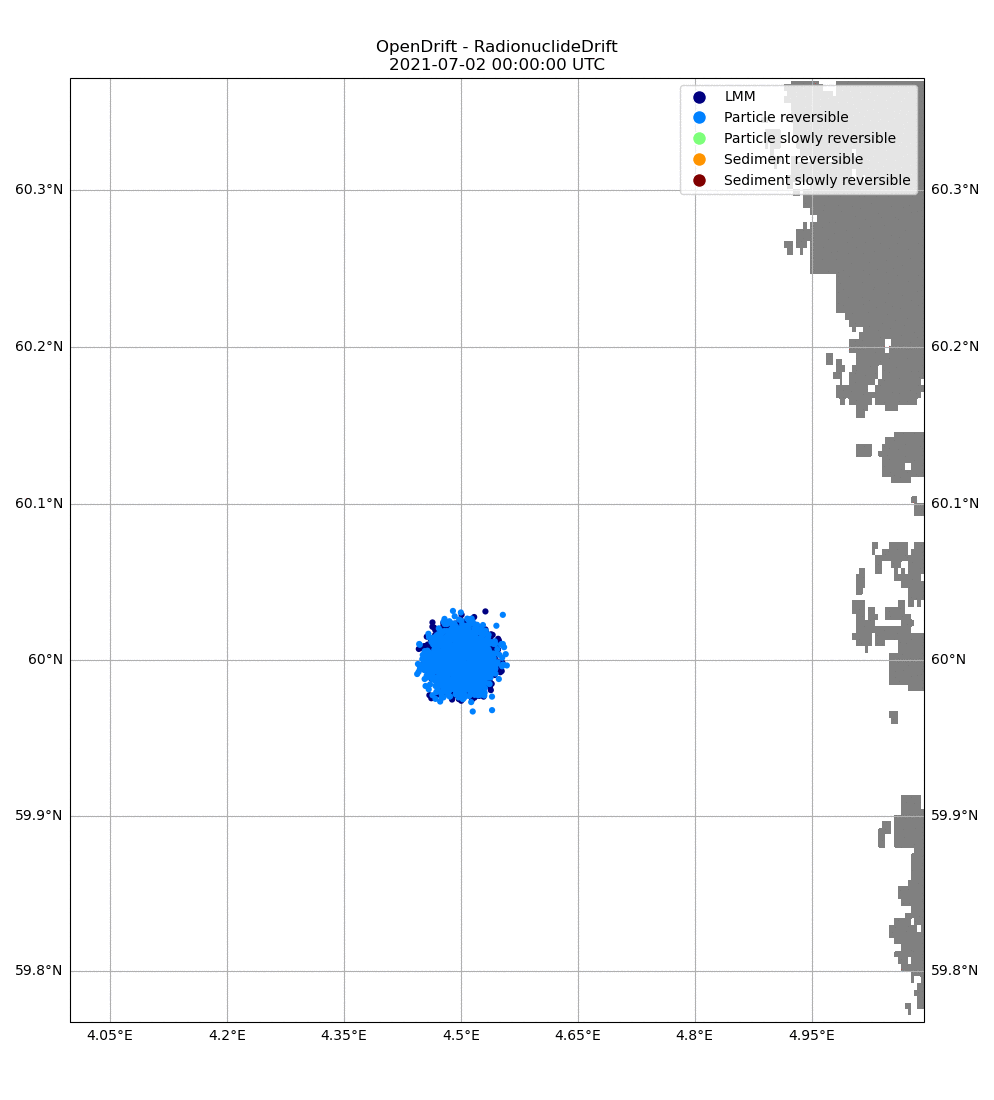 OpenDrift - RadionuclideDrift
2021-07-02 00:00:00 UTC
LMM
Particle reversible
Particle slowly reversible
Sediment reversible
Sediment slowly reversible
60.3°N 60.3°N
60.2°N 60.2°N
60.1°N 60.1°N
60°N 60°N
59.9°N 59.9°N
59.8°N 59.8°N
4.05°E 4.2°E 4.35°E 4.5°E 4.65°E 4.8°E 4.95°E